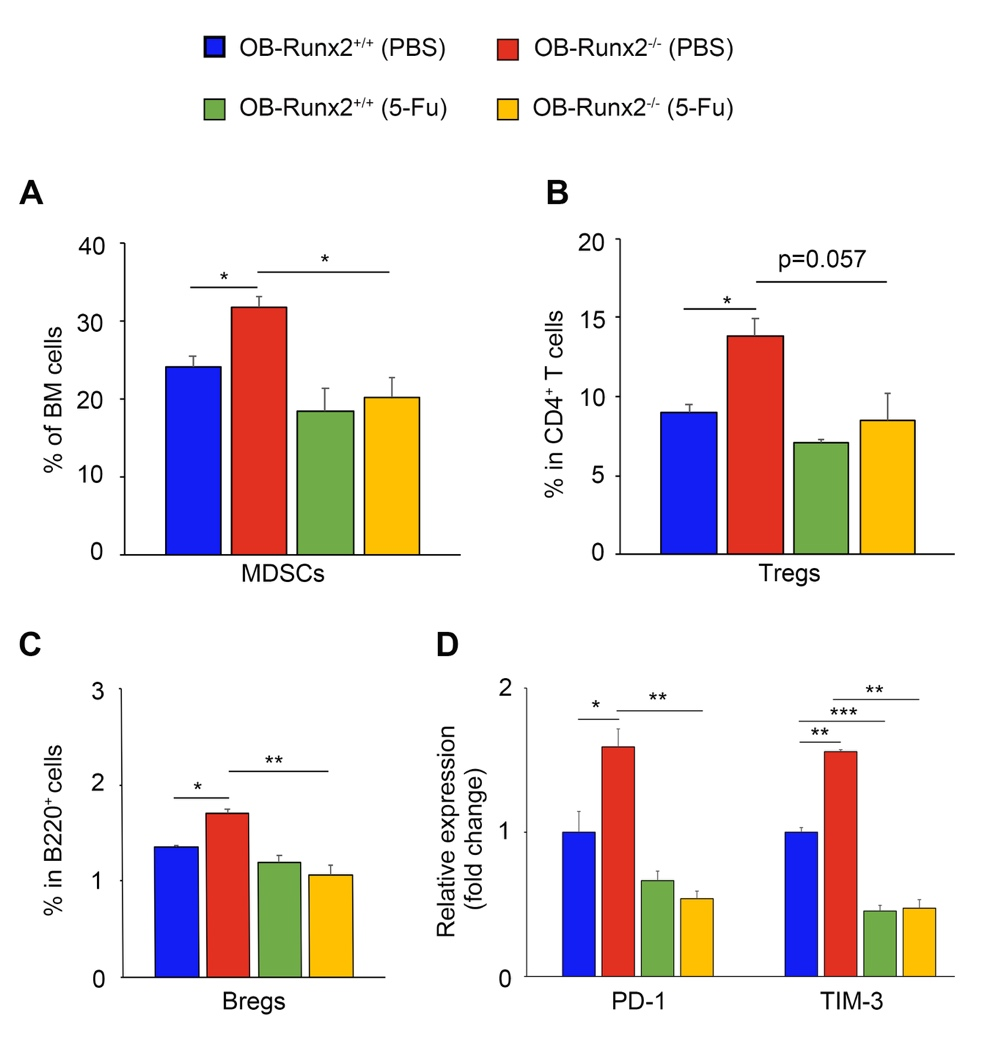 OB-Runx2+/+ (PBS)
OB-Runx2-/- (PBS)
OB-Runx2+/+ (5-Fu)
OB-Runx2-/- (5-Fu)
A
% of BM cells
40
30
20
10
0
*
*
MDSCs
B
% in CD4+ T cells
20
15
10
5
0
*
p=0.057
Tregs
C
% in B220+ cells
3
2
1
0
*
**
Bregs
D
Relative expression
(fold change)
2
1
0
*
**
**
***
**
PD-1
TIM-3